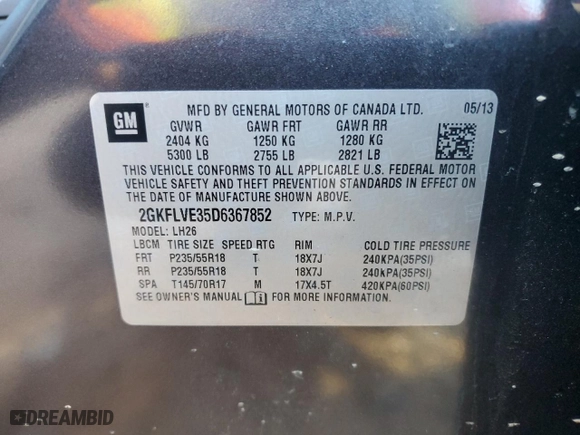 GM
MFD BY GENERAL MOTORS OF CANADA LTD. 05/13
GVWR GAWR FRT GAWR RR
2404 KG 1250 KG 1280 KG
5300 LB 2755 LB 2821 LB
THIS VEHICLE CONFORMS TO ALL APPLICABLE U.S. FEDERAL MOTOR
VEHICLE SAFETY AND THEFT PREVENTION STANDARDS IN EFFECT ON
THE DATE OF MANUFACTURE SHOWN ABOVE.
2GKFLVE35D6367852 TYPE: M.P.V.
MODEL: LH26
LBCM TIRE SIZE SPEED RTG RIM COLD TIRE PRESSURE
FRT P235/55R18 T 18X7J 240KPA(35PSI)
RR P235/55R18 T 18X7J 240KPA(35PSI)
SPA T145/70R17 M 17X4.5T 420KPA(60PSI)
SEE OWNER'S MANUAL FOR MORE INFORMATION.
DREAMBID